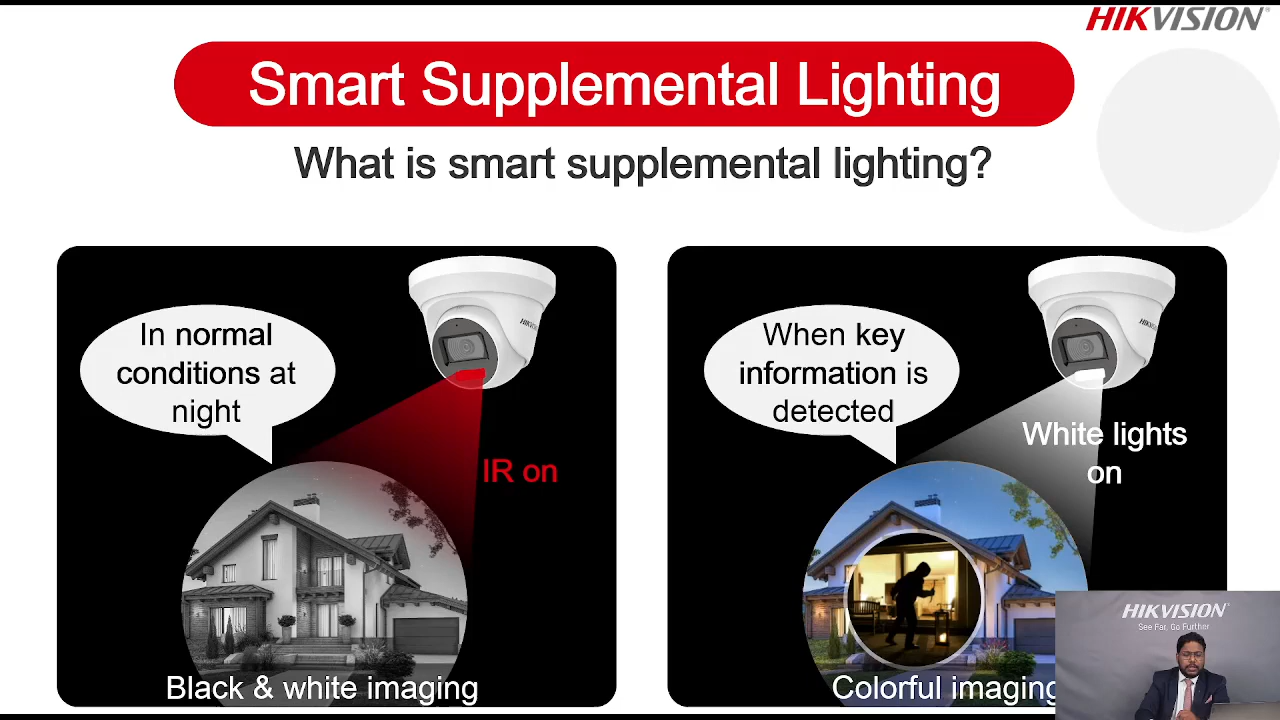 HIKVISION
Smart Supplemental Lighting
What is smart supplemental lighting?
In normal
conditions at
night
IR on
Black & white imaging
When key
information is
detected
White lights
on
Colorful imaging
HIKVISION
See Far, Go Further